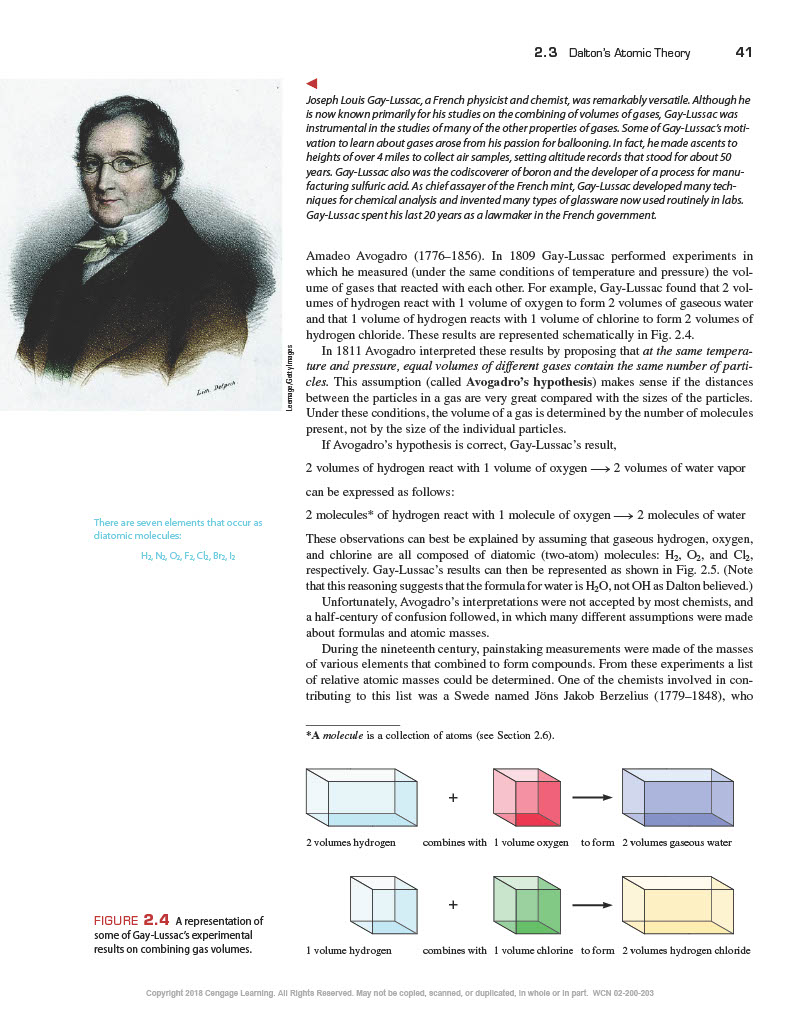 2.3 Dalton's Atomic Theory 41
Joseph Louis Gay-Lussac, a French physicist and chemist, was remarkably versatile. Although he
is now known primarily for his studies on the combining of volumes of gases, Gay-Lussac was
instrumental in the studies of many of the other properties of gases. Some of Gay-Lussac's moti-
vation to learn about gases arose from his passion for ballooning. In fact, he made ascents to
heights of over 4 miles to collect air samples, setting altitude records that stood for about 50
years. Gay-Lussac also was the codiscoverer of boron and the developer of a process for manu-
facturing sulfuric acid. As chief assayer of the French mint, Gay-Lussac developed many tech-
niques for chemical analysis and invented many types of glassware now used routinely in labs.
Gay-Lussac spent his last 20 years as a lawmaker in the French government.
Lith. Delpech
Leemage/Getty Images
Amadeo Avogadro (1776–1856). In 1809 Gay-Lussac performed experiments in
which he measured (under the same conditions of temperature and pressure) the vol-
ume of gases that reacted with each other. For example, Gay-Lussac found that 2 vol-
umes of hydrogen react with 1 volume of oxygen to form 2 volumes of gaseous water
and that 1 volume of hydrogen reacts with 1 volume of chlorine to form 2 volumes of
hydrogen chloride. These results are represented schematically in Fig. 2.4.
In 1811 Avogadro interpreted these results by proposing that at the same tempera-
ture and pressure, equal volumes of different gases contain the same number of parti-
cles. This assumption (called Avogadro's hypothesis) makes sense if the distances
between the particles in a gas are very great compared with the sizes of the particles.
Under these conditions, the volume of a gas is determined by the number of molecules
present, not by the size of the individual particles.
If Avogadro's hypothesis is correct, Gay-Lussac's result,
2 volumes of hydrogen react with 1 volume of oxygen ⟶ 2 volumes of water vapor
can be expressed as follows:
2 molecules* of hydrogen react with 1 molecule of oxygen ⟶ 2 molecules of water
There are seven elements that occur as
diatomic molecules:
H₂, N₂, O₂, F₂, Cl₂, Br₂, I₂
These observations can best be explained by assuming that gaseous hydrogen, oxygen,
and chlorine are all composed of diatomic (two-atom) molecules: H₂, O₂, and Cl₂,
respectively. Gay-Lussac's results can then be represented as shown in Fig. 2.5. (Note
that this reasoning suggests that the formula for water is H₂O, not OH as Dalton believed.)
Unfortunately, Avogadro's interpretations were not accepted by most chemists, and
a half-century of confusion followed, in which many different assumptions were made
about formulas and atomic masses.
During the nineteenth century, painstaking measurements were made of the masses
of various elements that combined to form compounds. From these experiments a list
of relative atomic masses could be determined. One of the chemists involved in con-
tributing to this list was a Swede named Jöns Jakob Berzelius (1779–1848), who
*A molecule is a collection of atoms (see Section 2.6).
+
2 volumes hydrogen combines with 1 volume oxygen to form 2 volumes gaseous water
+
1 volume hydrogen combines with 1 volume chlorine to form 2 volumes hydrogen chloride
FIGURE 2.4 A representation of
some of Gay-Lussac's experimental
results on combining gas volumes.
Copyright 2018 Cengage Learning. All Rights Reserved. May not be copied, scanned, or duplicated, in whole or in part. WCN 02-200-203